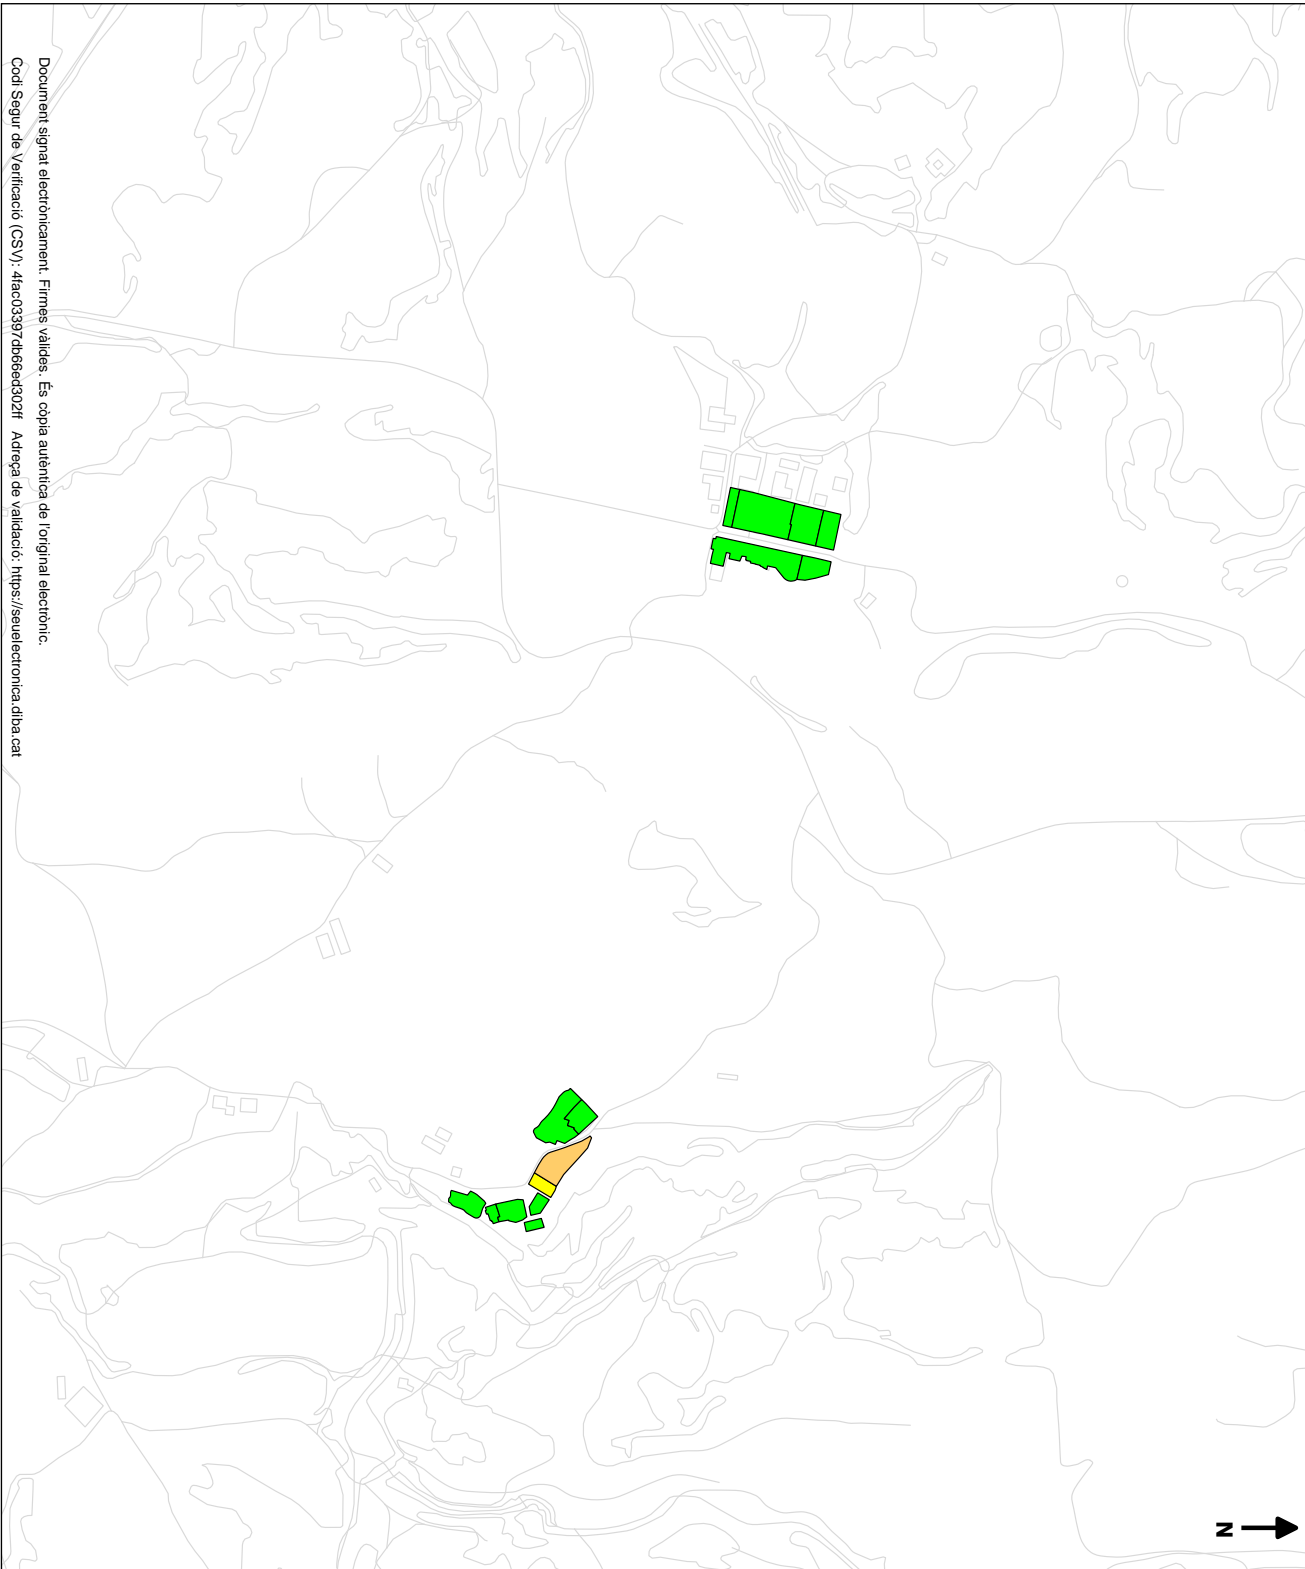 Document signat electrònicament. Firmes vàlides. És còpia autèntica de l'original electrònic.
Codi Segur de Verificació (CSV): 4fac03397db66ed302ff Adreça de validació: https://seuelectronica.diba.cat
N